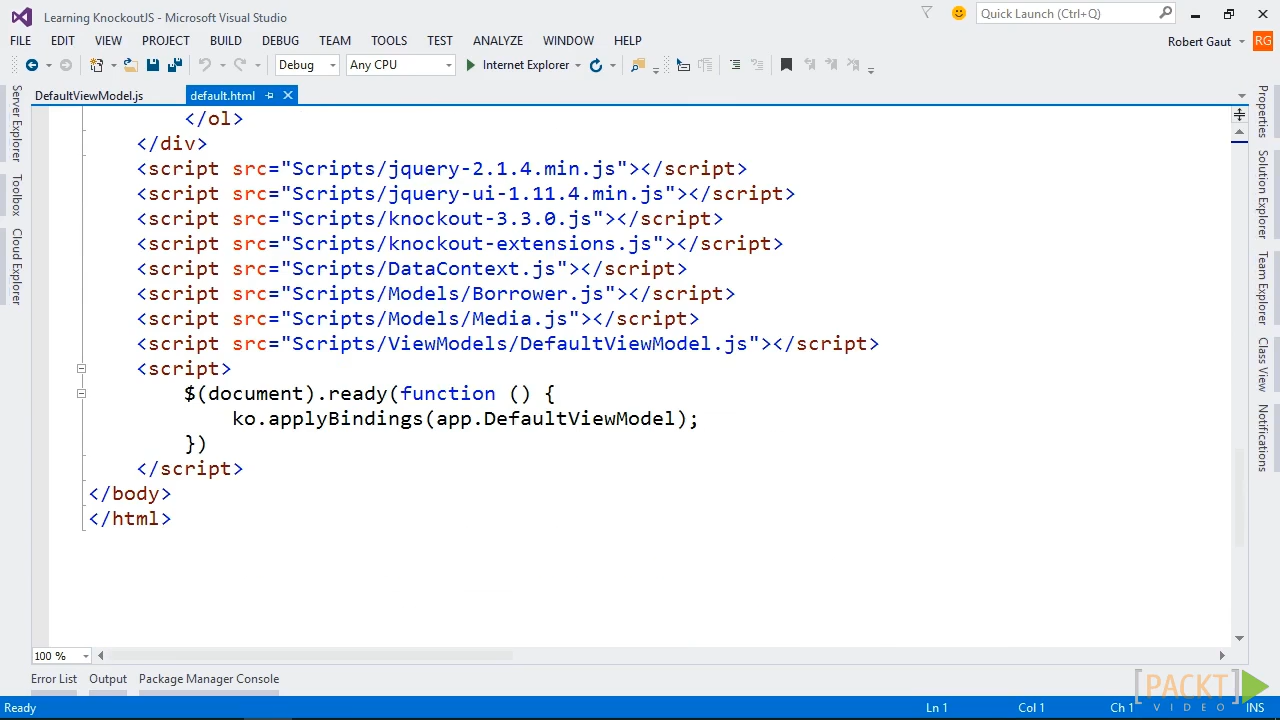 Learning KnockoutJS - Microsoft Visual Studio
Quick Launch (Ctrl+Q)
FILE EDIT VIEW PROJECT BUILD DEBUG TEAM TOOLS TEST ANALYZE WINDOW HELP
Robert Gaut RG
Debug Any CPU Internet Explorer
DefaultViewModel.js default.html
Server Explorer
Toolbox
Cloud Explorer
</ol>
</div>
<script src="Scripts/jquery-2.1.4.min.js"></script>
<script src="Scripts/jquery-ui-1.11.4.min.js"></script>
<script src="Scripts/knockout-3.3.0.js"></script>
<script src="Scripts/knockout-extensions.js"></script>
<script src="Scripts/DataContext.js"></script>
<script src="Scripts/Models/Borrower.js"></script>
<script src="Scripts/Models/Media.js"></script>
<script src="Scripts/ViewModels/DefaultViewModel.js"></script>
<script>
$(document).ready(function () {
ko.applyBindings(app.DefaultViewModel);
})
</script>
</body>
</html>
Properties
Solution Explorer
Team Explorer
Class View
Notifications
100 %
Error List Output Package Manager Console
[PACKT]
VIDEO
Ready Ln 1 Col 1 Ch 1 INS